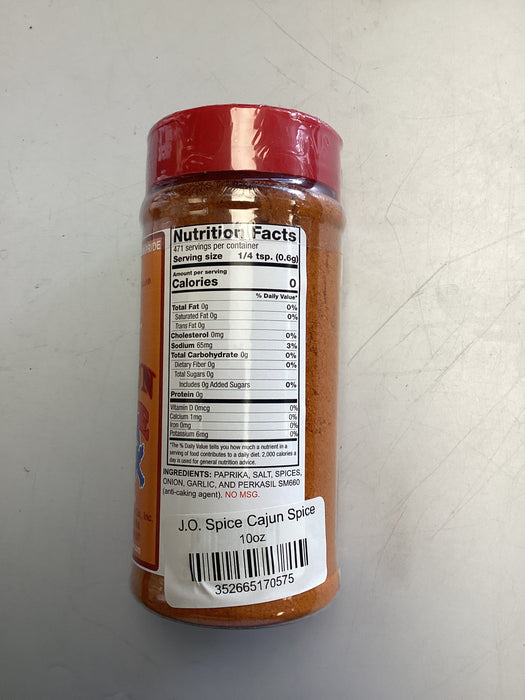 Nutrition Facts
471 servings per container
Serving size 1/4 tsp. (0.6g)
Amount per serving
Calories 0
% Daily Value*
Total Fat 0g 0%
Saturated Fat 0g 0%
Trans Fat 0g
Cholesterol 0mg 0%
Sodium 65mg 3%
Total Carbohydrate 0g 0%
Dietary Fiber 0g 0%
Total Sugars 0g
Includes 0g Added Sugars 0%
Protein 0g
Vitamin D 0mcg 0%
Calcium 1mg 0%
Iron 0mg 0%
Potassium 6mg 0%
*The % Daily Value tells you how much a nutrient in a
serving of food contributes to a daily diet. 2,000 calories a
day is used for general nutrition advice.
INGREDIENTS: PAPRIKA, SALT, SPICES,
ONION, GARLIC, AND PERKASIL SM660
(anti-caking agent). NO MSG.
J.O. Spice Cajun Spice
10oz
352665170575